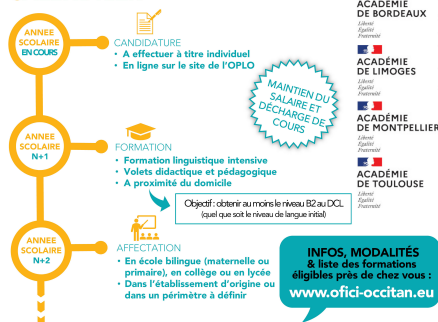 ANNEE
SCOLAIRE
EN COURS
CANDIDATURE
• A effectuer à titre individuel
• En ligne sur le site de l'OPLO
MAINTIEN DU
SALAIRE ET
DÉCHARGE DE
COURS
ANNEE
SCOLAIRE
N+1
FORMATION
• Formation linguistique intensive
• Volets didactique et pédagogique
• A proximité du domicile
Objectif : obtenir au moins le niveau B2 au DCL
(quel que soit le niveau de langue initial)
ANNEE
SCOLAIRE
N+2
AFFECTATION
• En école bilingue (maternelle ou
primaire), en collège ou en lycée
• Dans l'établissement d'origine ou
dans un périmètre à définir
ACADÉMIE
DE BORDEAUX
Liberté
Égalité
Fraternité
ACADÉMIE
DE LIMOGES
Liberté
Égalité
Fraternité
ACADÉMIE
DE MONTPELLIER
Liberté
Égalité
Fraternité
ACADÉMIE
DE TOULOUSE
Liberté
Égalité
Fraternité
INFOS, MODALITÉS
& liste des formations
éligibles près de chez vous :
www.ofici-occitan.eu